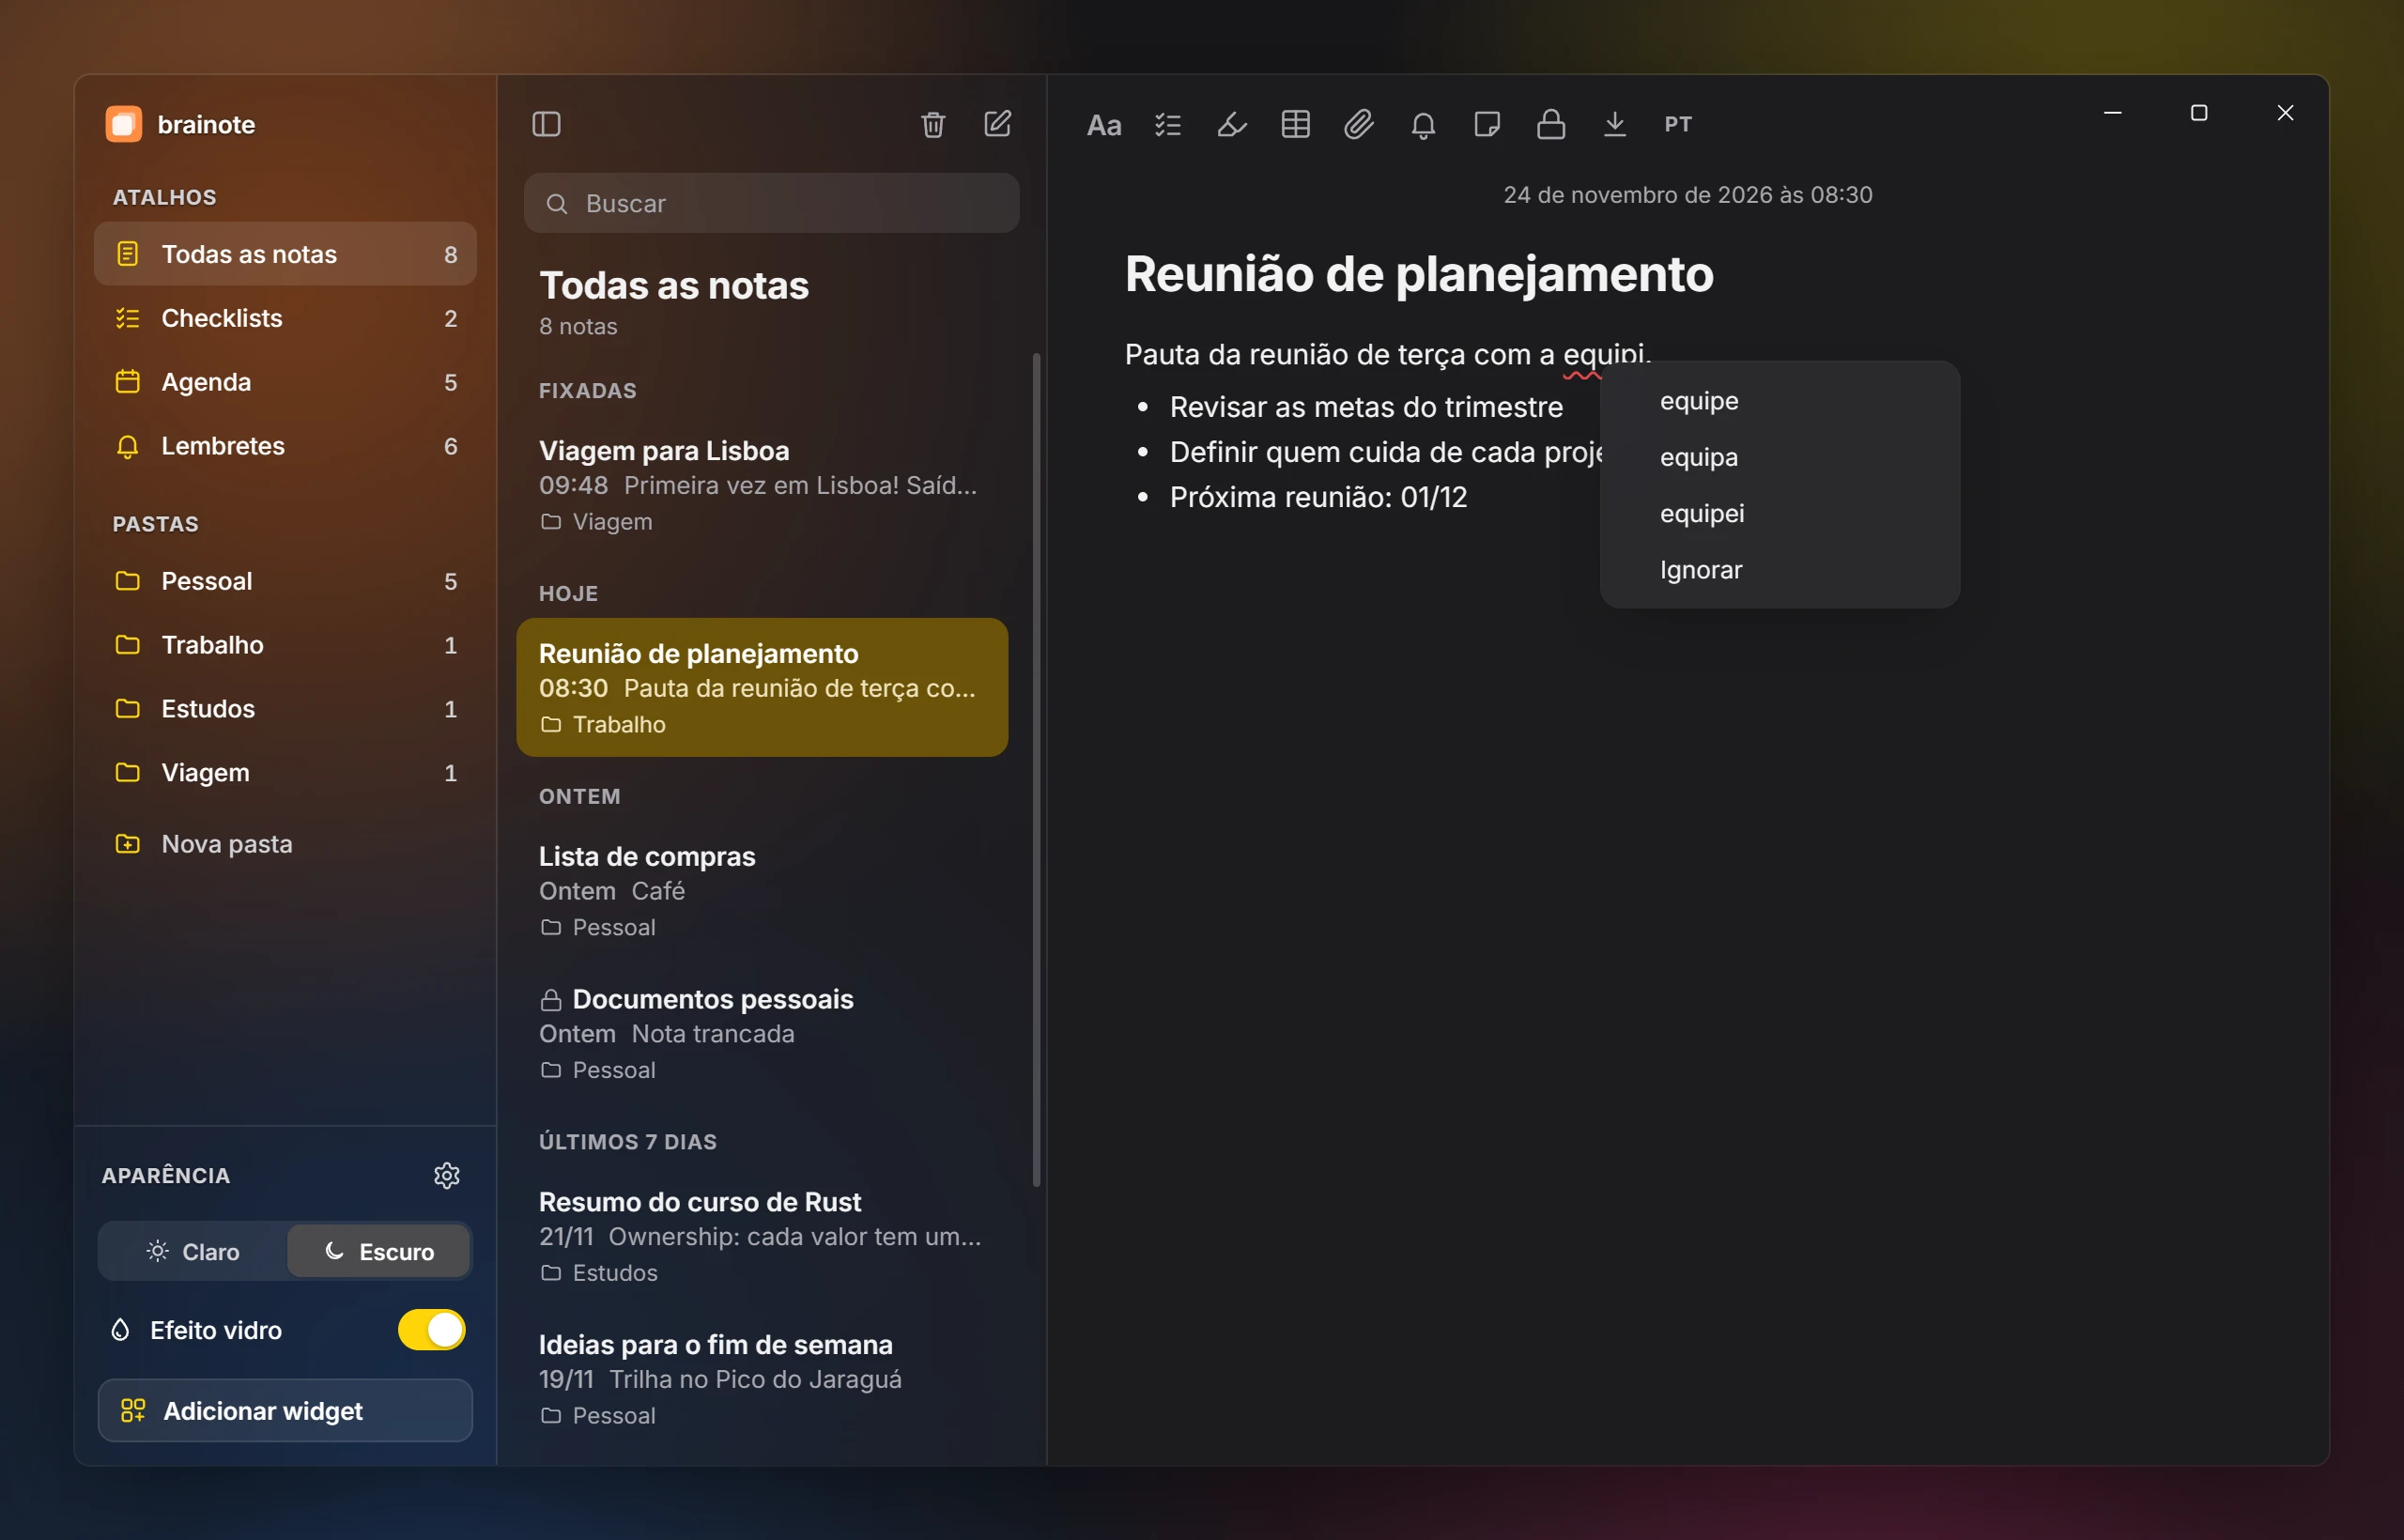 brainote
ATALHOS
Todas as notas 8
Checklists 2
Agenda 5
Lembretes 6
PASTAS
Pessoal 5
Trabalho 1
Estudos 1
Viagem 1
Nova pasta
APARÊNCIA
Claro Escuro
Efeito vidro
Adicionar widget
Buscar
Todas as notas
8 notas
FIXADAS
Viagem para Lisboa
09:48 Primeira vez em Lisboa! Saíd...
Viagem
HOJE
Reunião de planejamento
08:30 Pauta da reunião de terça co...
Trabalho
ONTEM
Lista de compras
Ontem Café
Pessoal
Documentos pessoais
Ontem Nota trancada
Pessoal
ÚLTIMOS 7 DIAS
Resumo do curso de Rust
21/11 Ownership: cada valor tem um...
Estudos
Ideias para o fim de semana
19/11 Trilha no Pico do Jaraguá
Pessoal
Aa PT
24 de novembro de 2026 às 08:30
Reunião de planejamento
Pauta da reunião de terça com a equipi.
• Revisar as metas do trimestre
• Definir quem cuida de cada proje
• Próxima reunião: 01/12
equipe
equipa
equipei
Ignorar